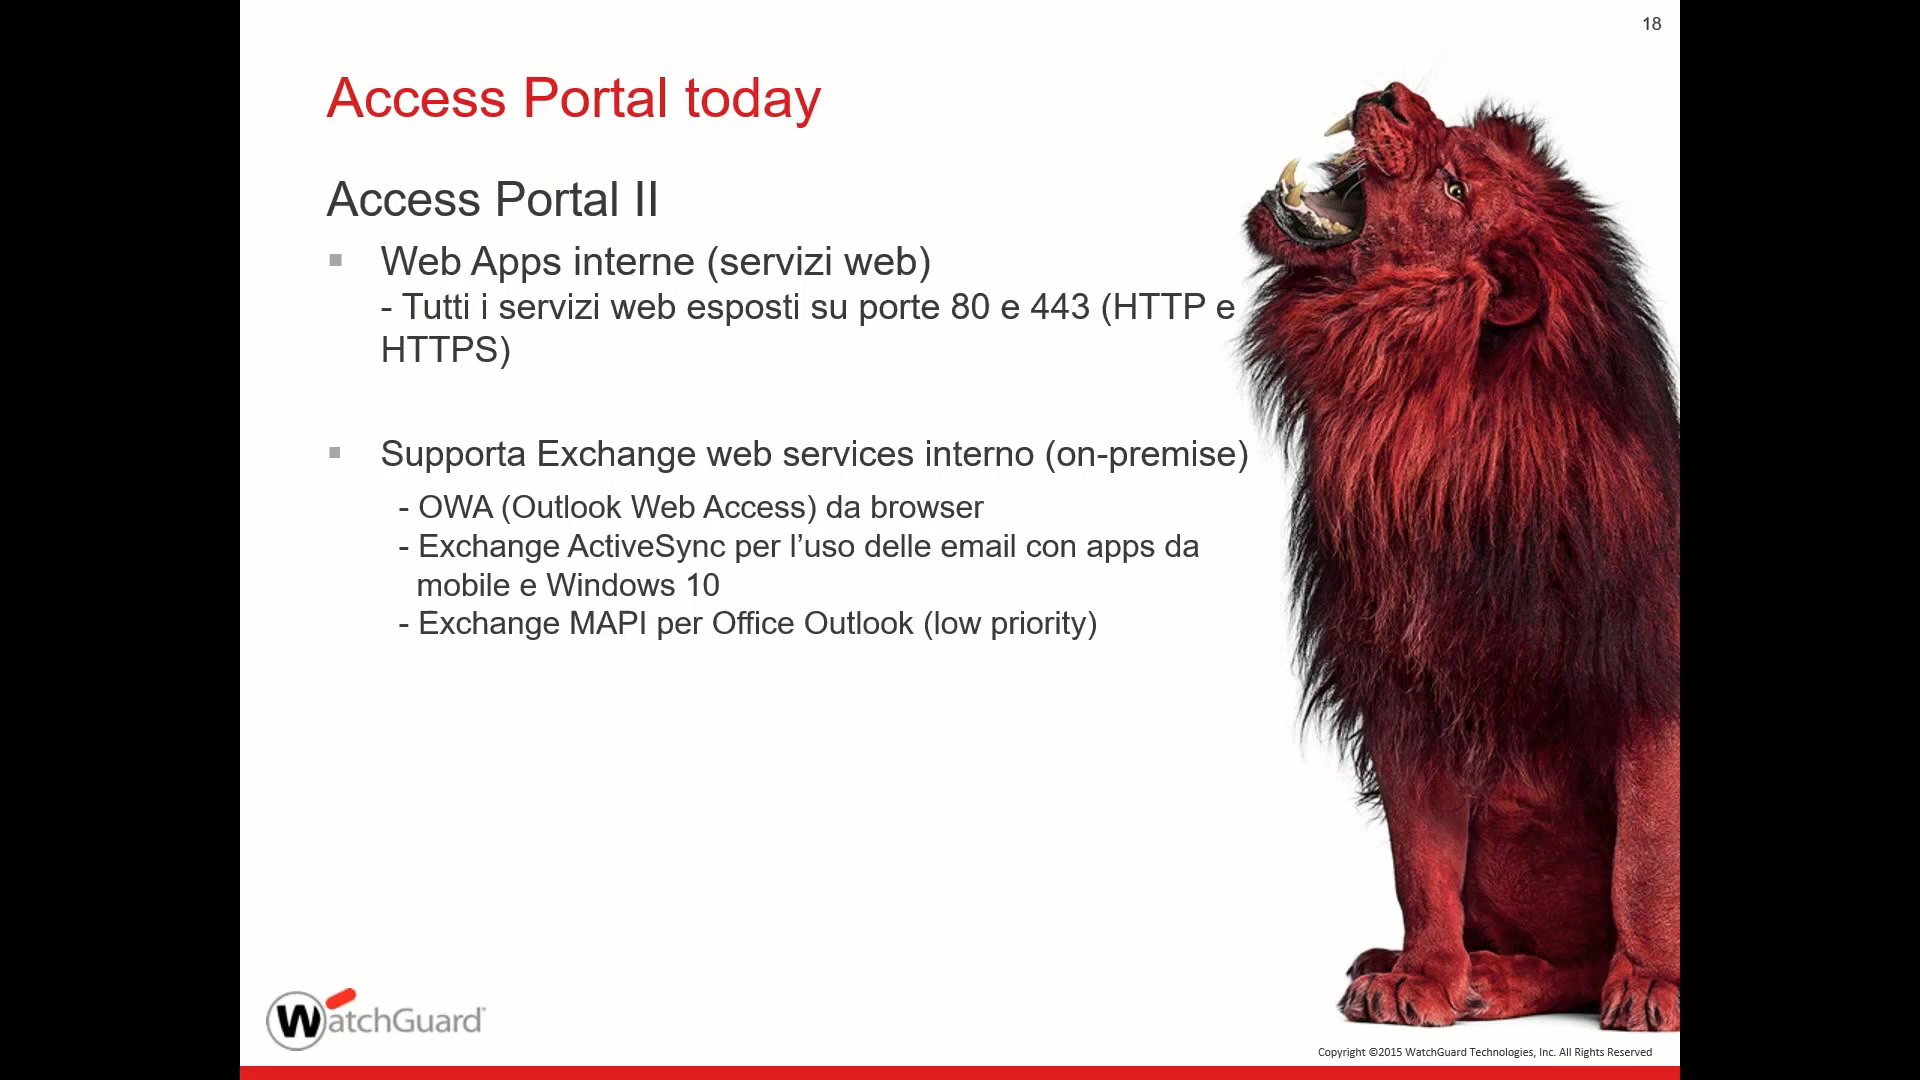 18
Access Portal today
Access Portal II
Web Apps interne (servizi web)
- Tutti i servizi web esposti su porte 80 e 443 (HTTP e
HTTPS)
Supporta Exchange web services interno (on-premise)
- OWA (Outlook Web Access) da browser
- Exchange ActiveSync per l’uso delle email con apps da
mobile e Windows 10
- Exchange MAPI per Office Outlook (low priority)
WatchGuard
Copyright ©2015 WatchGuard Technologies, Inc. All Rights Reserved